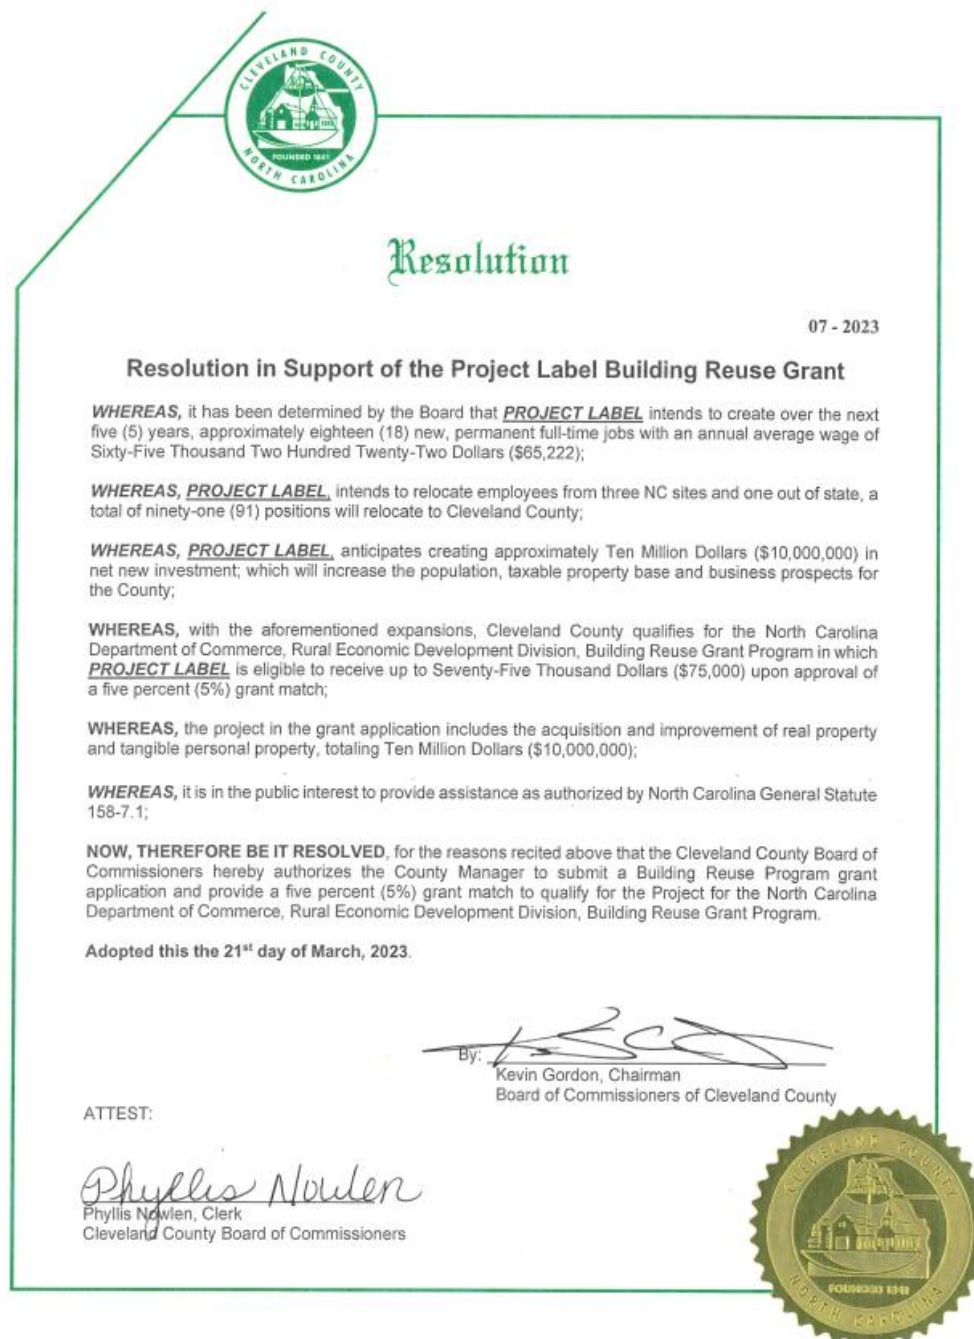 CLEVELAND COUNTY
FOUNDED 1841
NORTH CAROLINA
Resolution
07 - 2023
Resolution in Support of the Project Label Building Reuse Grant
WHEREAS, it has been determined by the Board that PROJECT LABEL intends to create over the next
five (5) years, approximately eighteen (18) new, permanent full-time jobs with an annual average wage of
Sixty-Five Thousand Two Hundred Twenty-Two Dollars ($65,222);
WHEREAS, PROJECT LABEL, intends to relocate employees from three NC sites and one out of state, a
total of ninety-one (91) positions will relocate to Cleveland County;
WHEREAS, PROJECT LABEL, anticipates creating approximately Ten Million Dollars ($10,000,000) in
net new investment; which will increase the population, taxable property base and business prospects for
the County;
WHEREAS, with the aforementioned expansions, Cleveland County qualifies for the North Carolina
Department of Commerce, Rural Economic Development Division, Building Reuse Grant Program in which
PROJECT LABEL is eligible to receive up to Seventy-Five Thousand Dollars ($75,000) upon approval of
a five percent (5%) grant match;
WHEREAS, the project in the grant application includes the acquisition and improvement of real property
and tangible personal property, totaling Ten Million Dollars ($10,000,000);
WHEREAS, it is in the public interest to provide assistance as authorized by North Carolina General Statute
158-7.1;
NOW, THEREFORE BE IT RESOLVED, for the reasons recited above that the Cleveland County Board of
Commissioners hereby authorizes the County Manager to submit a Building Reuse Program grant
application and provide a five percent (5%) grant match to qualify for the Project for the North Carolina
Department of Commerce, Rural Economic Development Division, Building Reuse Grant Program.
Adopted this the 21st day of March, 2023.
By:
Kevin Gordon, Chairman
Board of Commissioners of Cleveland County
ATTEST:
Phyllis Nowlen
Phyllis Nowlen, Clerk
Cleveland County Board of Commissioners
CLEVELAND COUNTY
FOUNDED 1841
NORTH CAROLINA